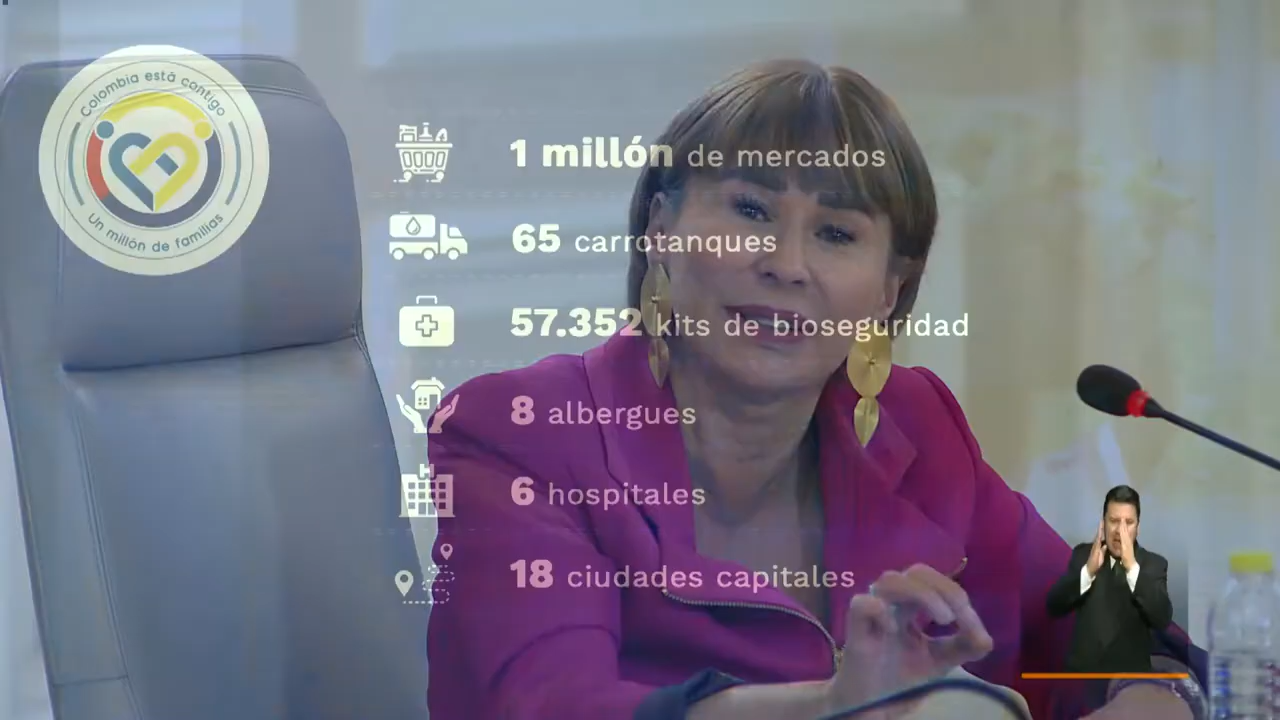 Colombia está contigo
Un millón de familias
1 millón de mercados
65 carrotanques
57.352 kits de bioseguridad
8 albergues
6 hospitales
H
18 ciudades capitales